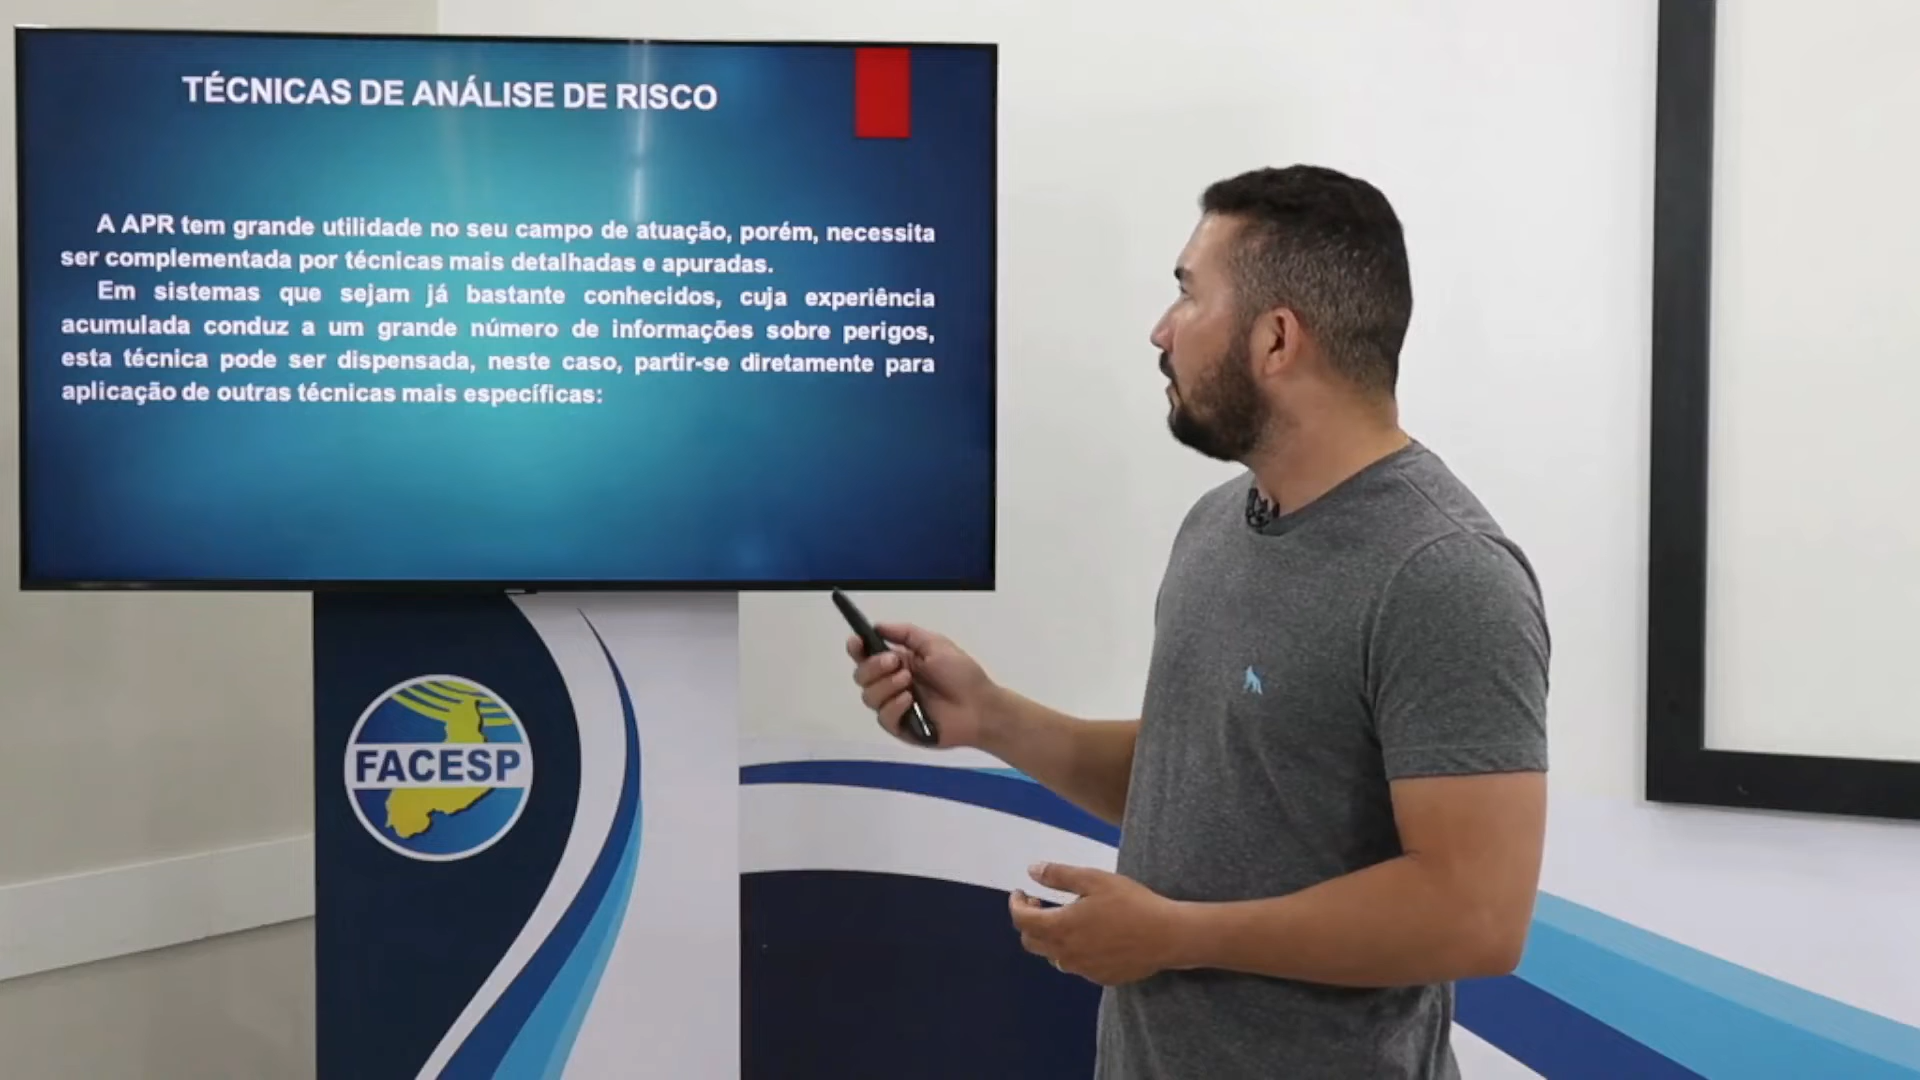 TÉCNICAS DE ANÁLISE DE RISCO
A APR tem grande utilidade no seu campo de atuação, porém, necessita
ser complementada por técnicas mais detalhadas e apuradas.
Em sistemas que sejam já bastante conhecidos, cuja experiência
acumulada conduz a um grande número de informações sobre perigos,
esta técnica pode ser dispensada, neste caso, partir-se diretamente para
aplicação de outras técnicas mais específicas:
FACESP